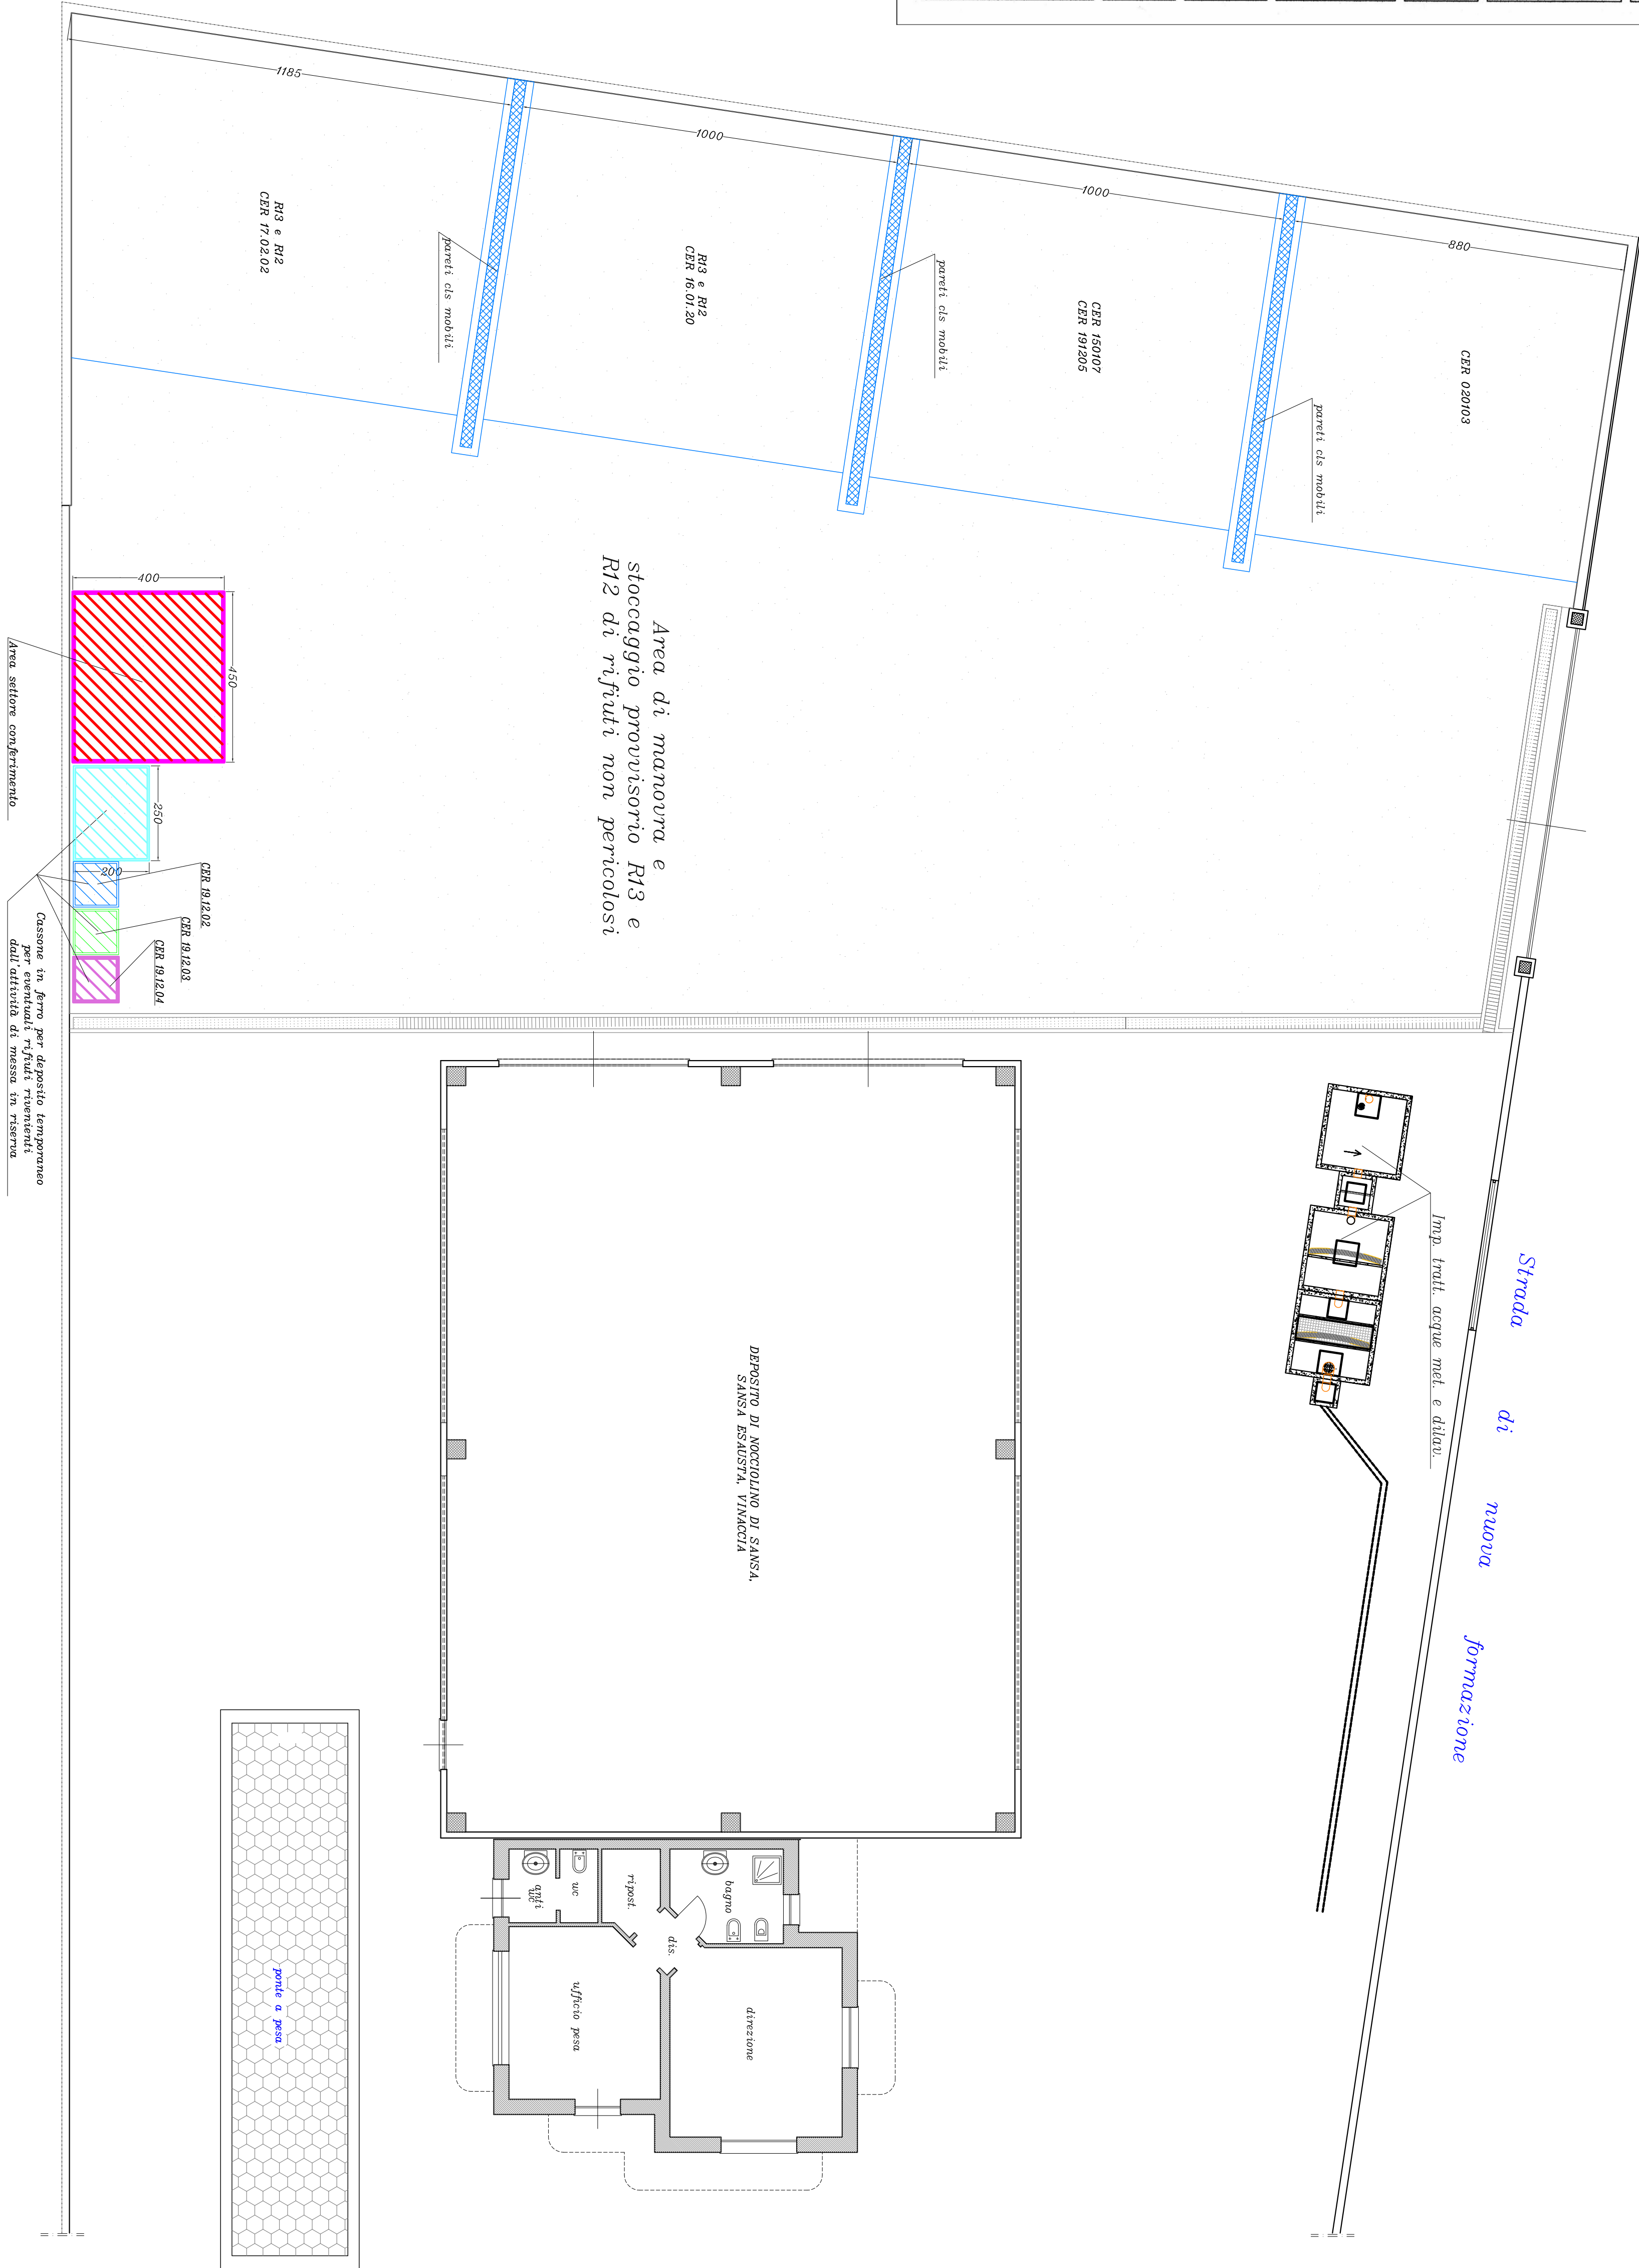 1185
1000
1000
880
R13 e R12
CER 17.02.02
pareti cls mobili
R13 e R12
CER 16.01.20
pareti cls mobili
CER 150107
CER 191205
pareti cls mobili
CER 020103
Area di manovra e
stoccaggio provvisorio R13 e
R12 di rifiuti non pericolosi
400
450
250
200
Area settore conferimento
CER 19.12.02
CER 19.12.03
CER 19.12.04
Cassone in ferro per deposito temporaneo
per eventuali rifiuti rivenienti
dall'attività di messa in riserva
Imp. tratt. acque met. e dilav.
Strada di nuova formazione
DEPOSITO DI NOCCIOLINO DI SANSA,
SANSA ESAUSTA, VINACCIA
bagno
ripost.
wc
anti
wc
dis.
direzione
ufficio pesa
ponte a pesa